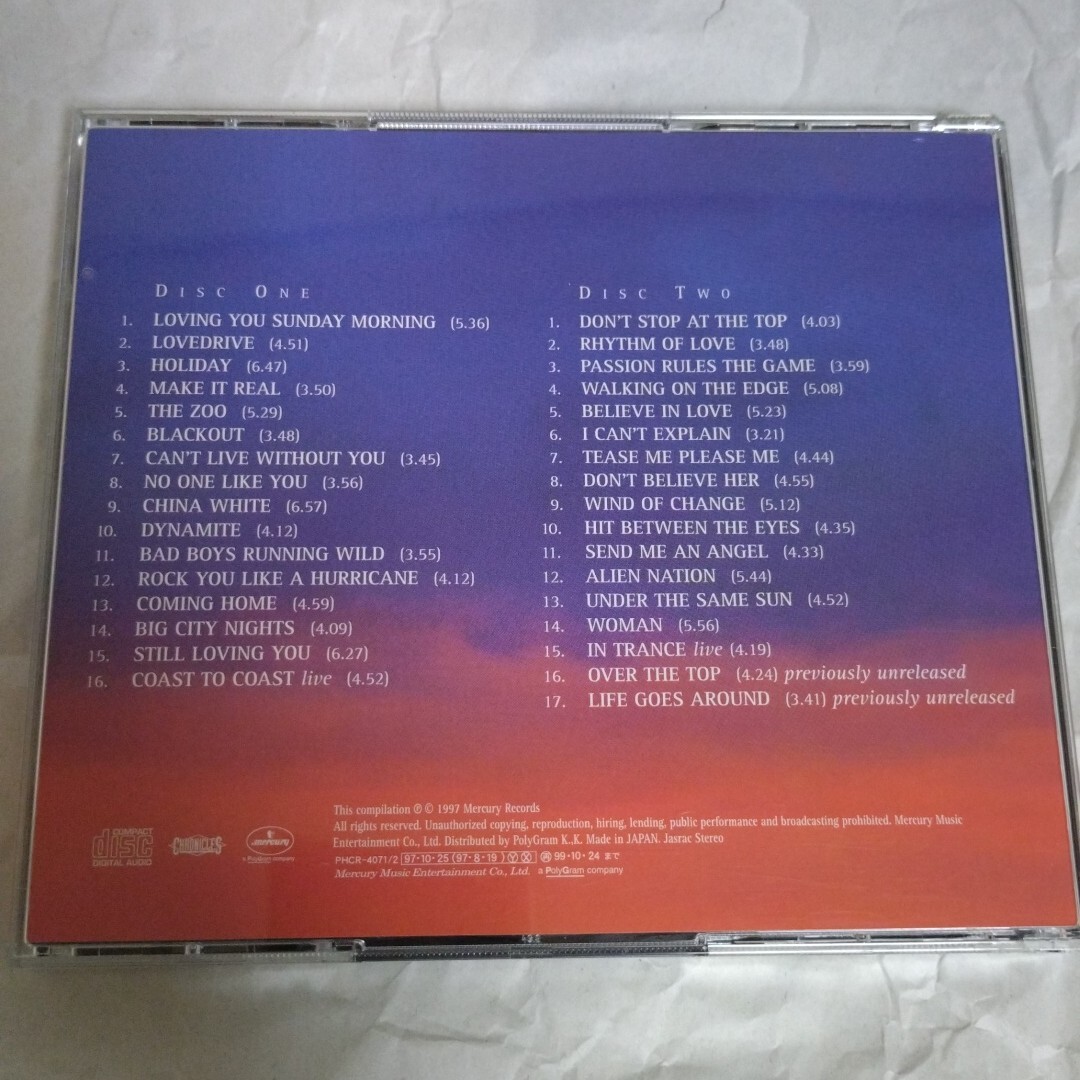 DISC ONE
1. LOVING YOU SUNDAY MORNING (5.36)
2. LOVEDRIVE (4.51)
3. HOLIDAY (6.47)
4. MAKE IT REAL (3.50)
5. THE ZOO (5.29)
6. BLACKOUT (3.48)
7. CAN'T LIVE WITHOUT YOU (3.45)
8. NO ONE LIKE YOU (3.56)
9. CHINA WHITE (6.57)
10. DYNAMITE (4.12)
11. BAD BOYS RUNNING WILD (3.55)
12. ROCK YOU LIKE A HURRICANE (4.12)
13. COMING HOME (4.59)
14. BIG CITY NIGHTS (4.09)
15. STILL LOVING YOU (6.27)
16. COAST TO COAST live (4.52)
DISC TWO
1. DON'T STOP AT THE TOP (4.03)
2. RHYTHM OF LOVE (3.48)
3. PASSION RULES THE GAME (3.59)
4. WALKING ON THE EDGE (5.08)
5. BELIEVE IN LOVE (5.23)
6. I CAN'T EXPLAIN (3.21)
7. TEASE ME PLEASE ME (4.44)
8. DON'T BELIEVE HER (4.55)
9. WIND OF CHANGE (5.12)
10. HIT BETWEEN THE EYES (4.35)
11. SEND ME AN ANGEL (4.33)
12. ALIEN NATION (5.44)
13. UNDER THE SAME SUN (4.52)
14. WOMAN (5.56)
15. IN TRANCE live (4.19)
16. OVER THE TOP (4.24) previously unreleased
17. LIFE GOES AROUND (3.41) previously unreleased
This compilation ℗ © 1997 Mercury Records
All rights reserved. Unauthorized copying, reproduction, hiring, lending, public performance and broadcasting prohibited. Mercury Music
Entertainment Co., Ltd. Distributed by PolyGram K.,K. Made in JAPAN. Jasrac Stereo
PHCR-4071/2 97·10·25 (97·8·19) Ⓨ Ⓧ 再 99·10·24 まで
Mercury Music Entertainment Co., Ltd. a PolyGram company
COMPACT
disc
DIGITAL AUDIO
CHRONICLES
mercury
a PolyGram company